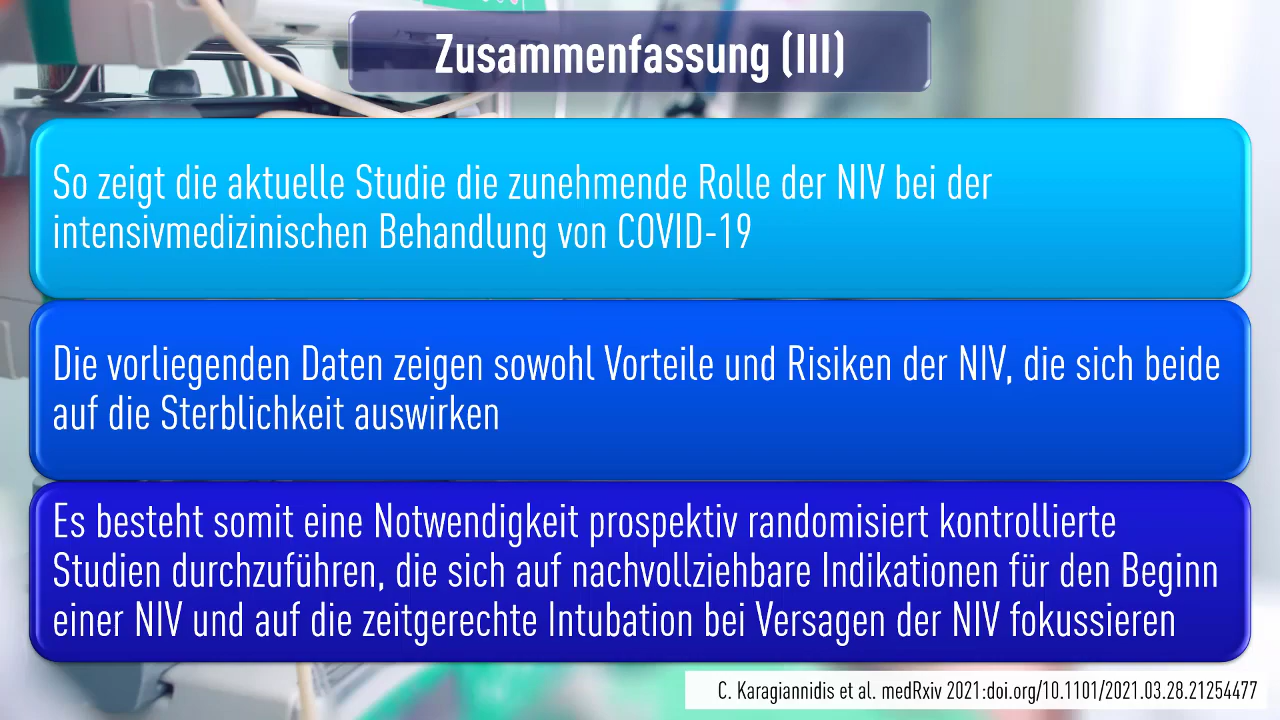 Zusammenfassung (III)
So zeigt die aktuelle Studie die zunehmende Rolle der NIV bei der
intensivmedizinischen Behandlung von COVID-19
Die vorliegenden Daten zeigen sowohl Vorteile und Risiken der NIV, die sich beide
auf die Sterblichkeit auswirken
Es besteht somit eine Notwendigkeit prospektiv randomisiert kontrollierte
Studien durchzuführen, die sich auf nachvollziehbare Indikationen für den Beginn
einer NIV und auf die zeitgerechte Intubation bei Versagen der NIV fokussieren
C. Karagiannidis et al. medRxiv 2021:doi.org/10.1101/2021.03.28.21254477